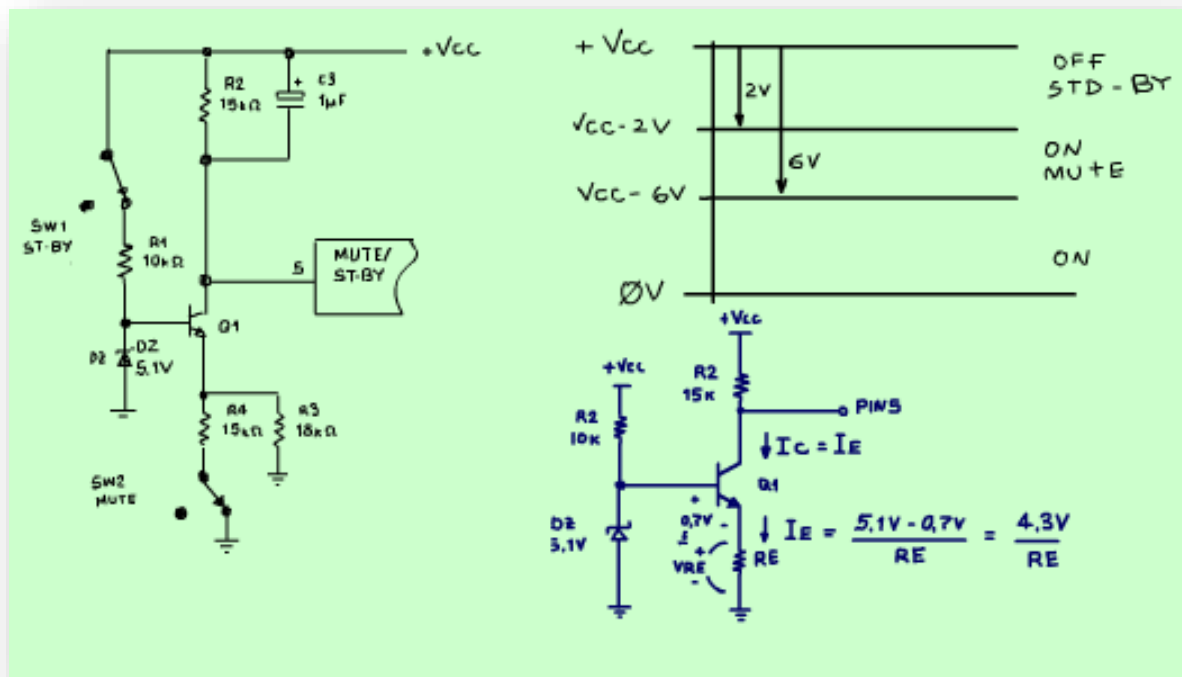 +VCC
R2
15kΩ
+ C3
1µF
SW1
ST-BY
R1
10kΩ
5
MUTE/
ST-BY
Q1
DZ
DZ
5,1V
R4
15kΩ
R3
18kΩ
SW2
MUTE
+ VCC
OFF
STD-BY
2V
VCC-2V
ON
MUTE
6V
VCC-6V
ON
ØV
+VCC
+VCC
R2
15K
PIN5
R2
10K
IC = IE
Q1
+
0,7V -
DZ
5,1V
IE = 5,1V - 0,7V / RE = 4,3V / RE
+
VRE
-
RE